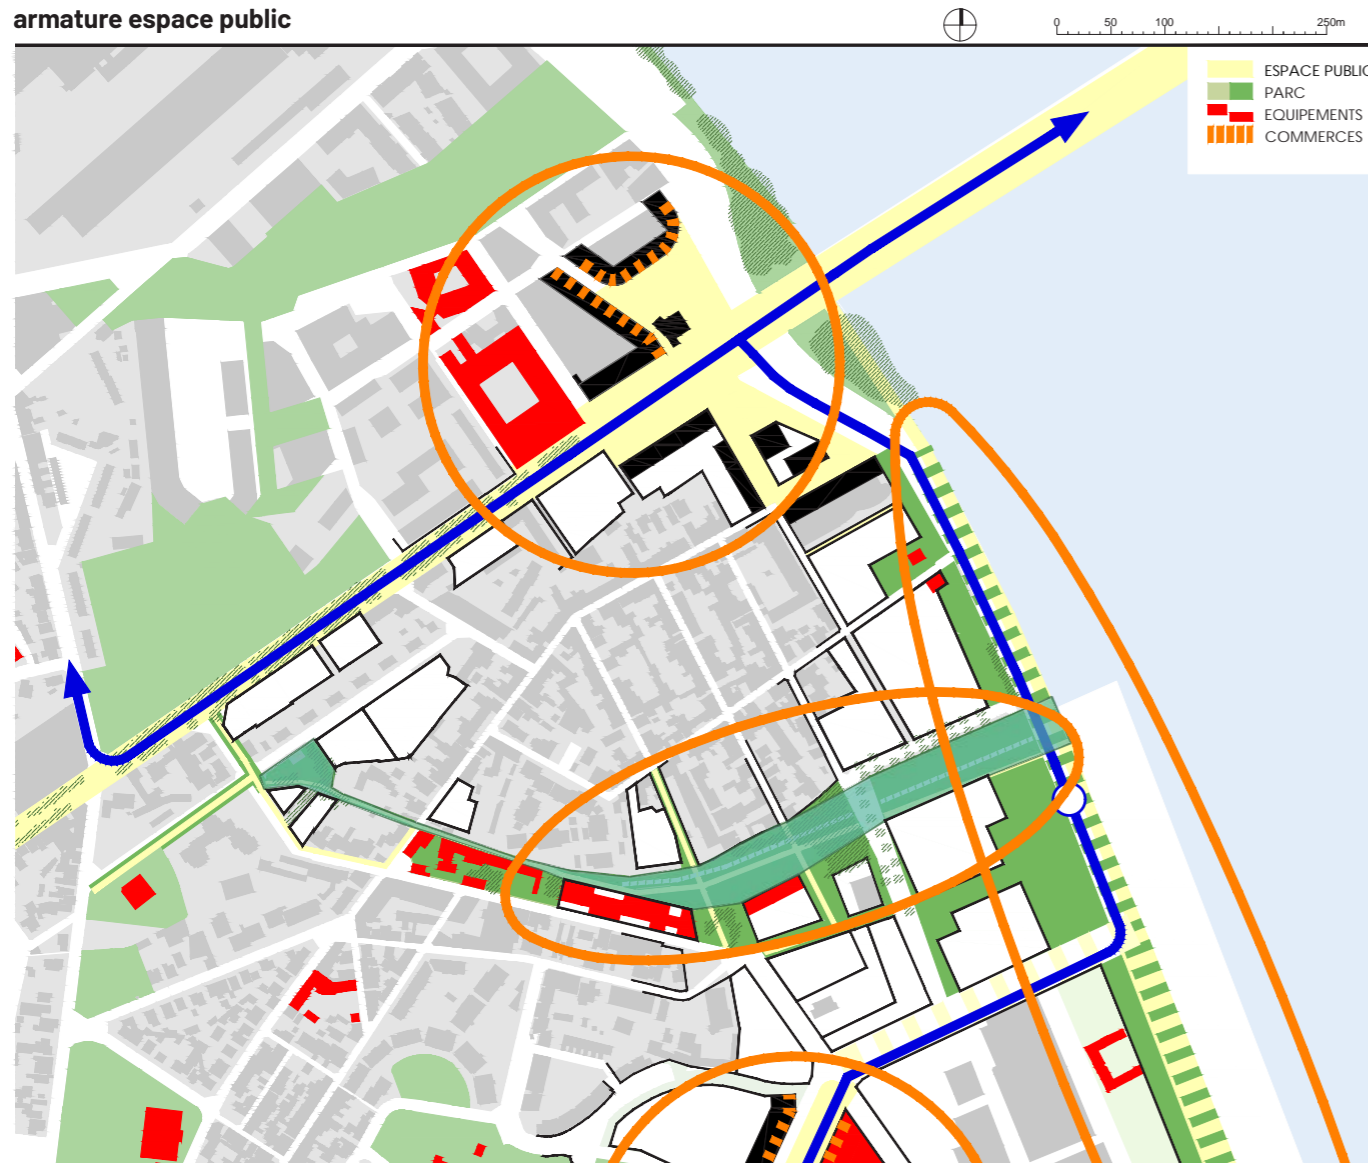 armature espace public
0 50 100 250m
ESPACE PUBLIC
PARC
EQUIPEMENTS
COMMERCES